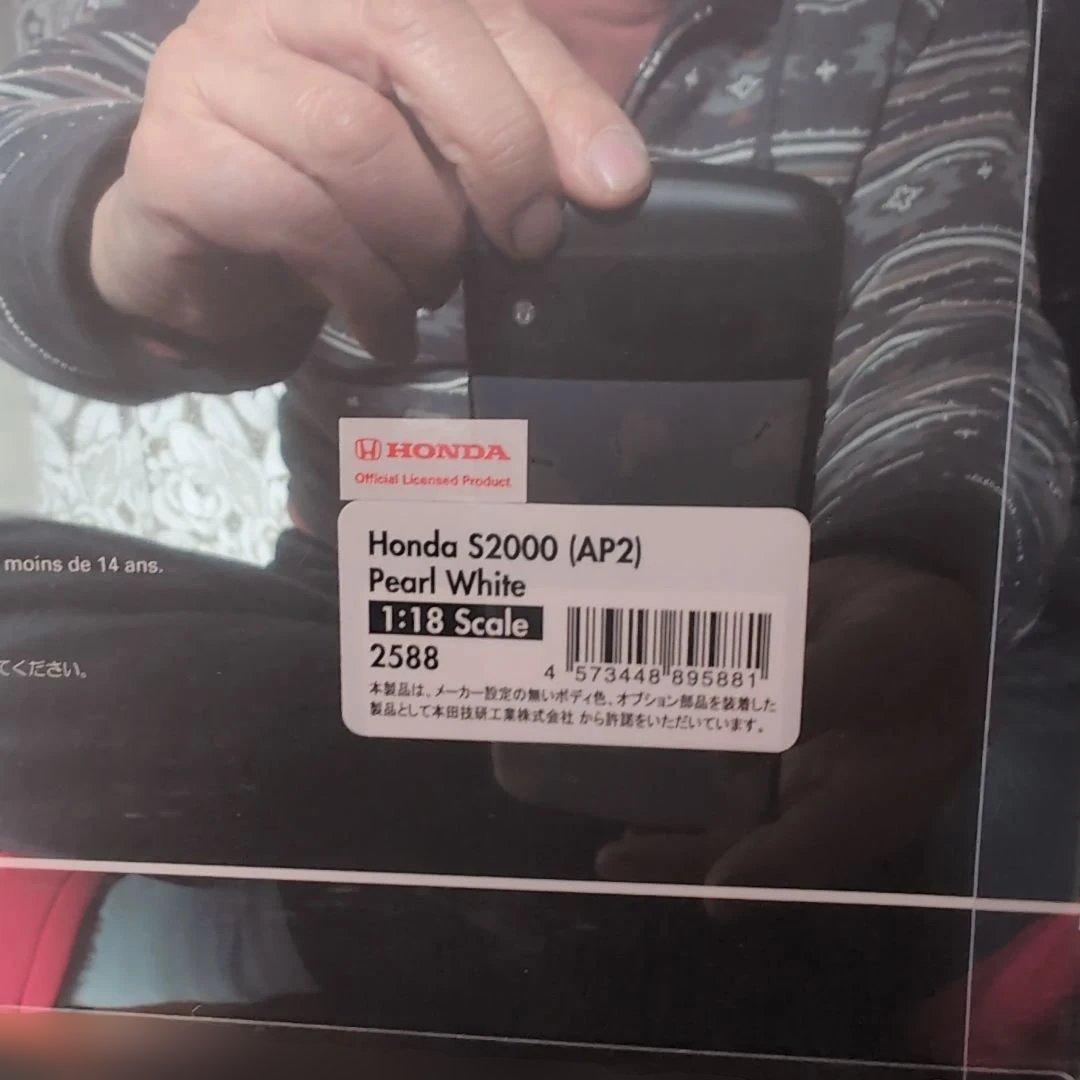 HONDA
Official Licensed Product
Honda S2000 (AP2)
Pearl White
1:18 Scale
2588
4 573448 895881
本製品は、メーカー設定の無いボディ色、オプション部品を装着した
製品として本田技研工業株式会社 から許諾をいただいています。
moins de 14 ans.
てください。